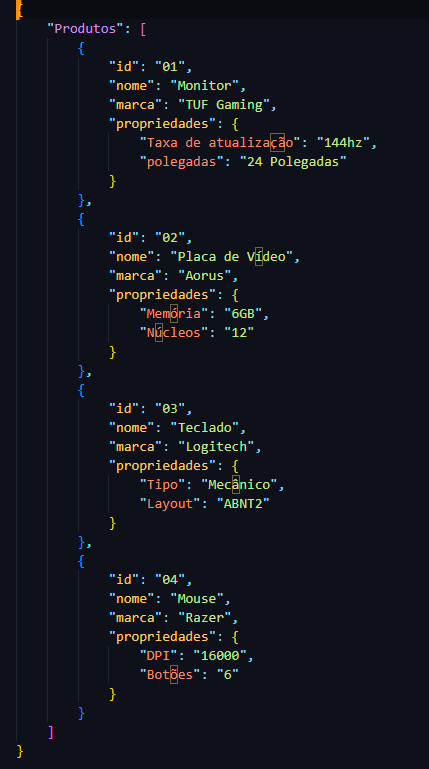 {
"Produtos": [
{
"id": "01",
"nome": "Monitor",
"marca": "TUF Gaming",
"propriedades": {
"Taxa de atualização": "144hz",
"polegadas": "24 Polegadas"
}
},
{
"id": "02",
"nome": "Placa de Vídeo",
"marca": "Aorus",
"propriedades": {
"Memória": "6GB",
"Núcleos": "12"
}
},
{
"id": "03",
"nome": "Teclado",
"marca": "Logitech",
"propriedades": {
"Tipo": "Mecânico",
"Layout": "ABNT2"
}
},
{
"id": "04",
"nome": "Mouse",
"marca": "Razer",
"propriedades": {
"DPI": "16000",
"Botões": "6"
}
}
]
}